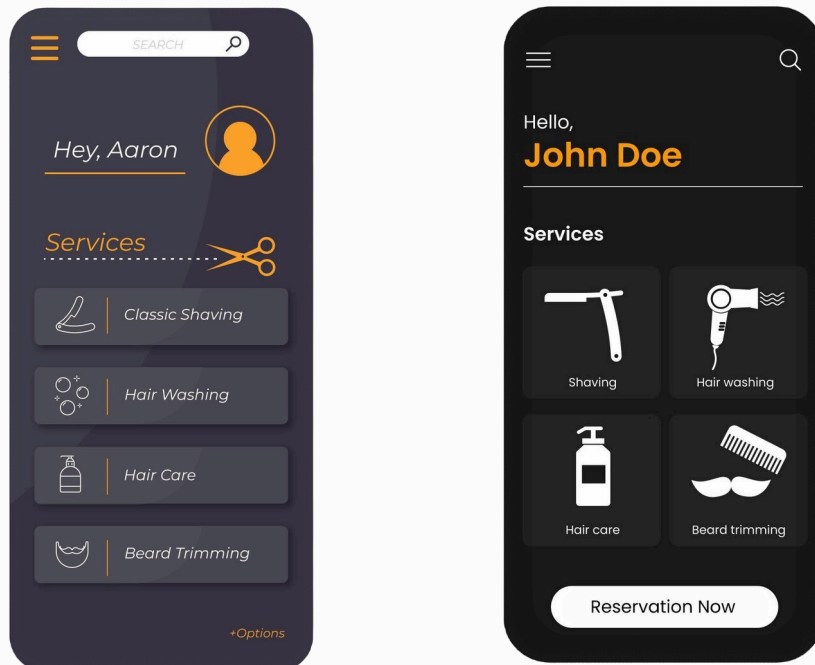 SEARCH
Hey, Aaron
Services
Classic Shaving
Hair Washing
Hair Care
Beard Trimming
+Options
Hello,
John Doe
Services
Shaving
Hair washing
Hair care
Beard trimming
Reservation Now